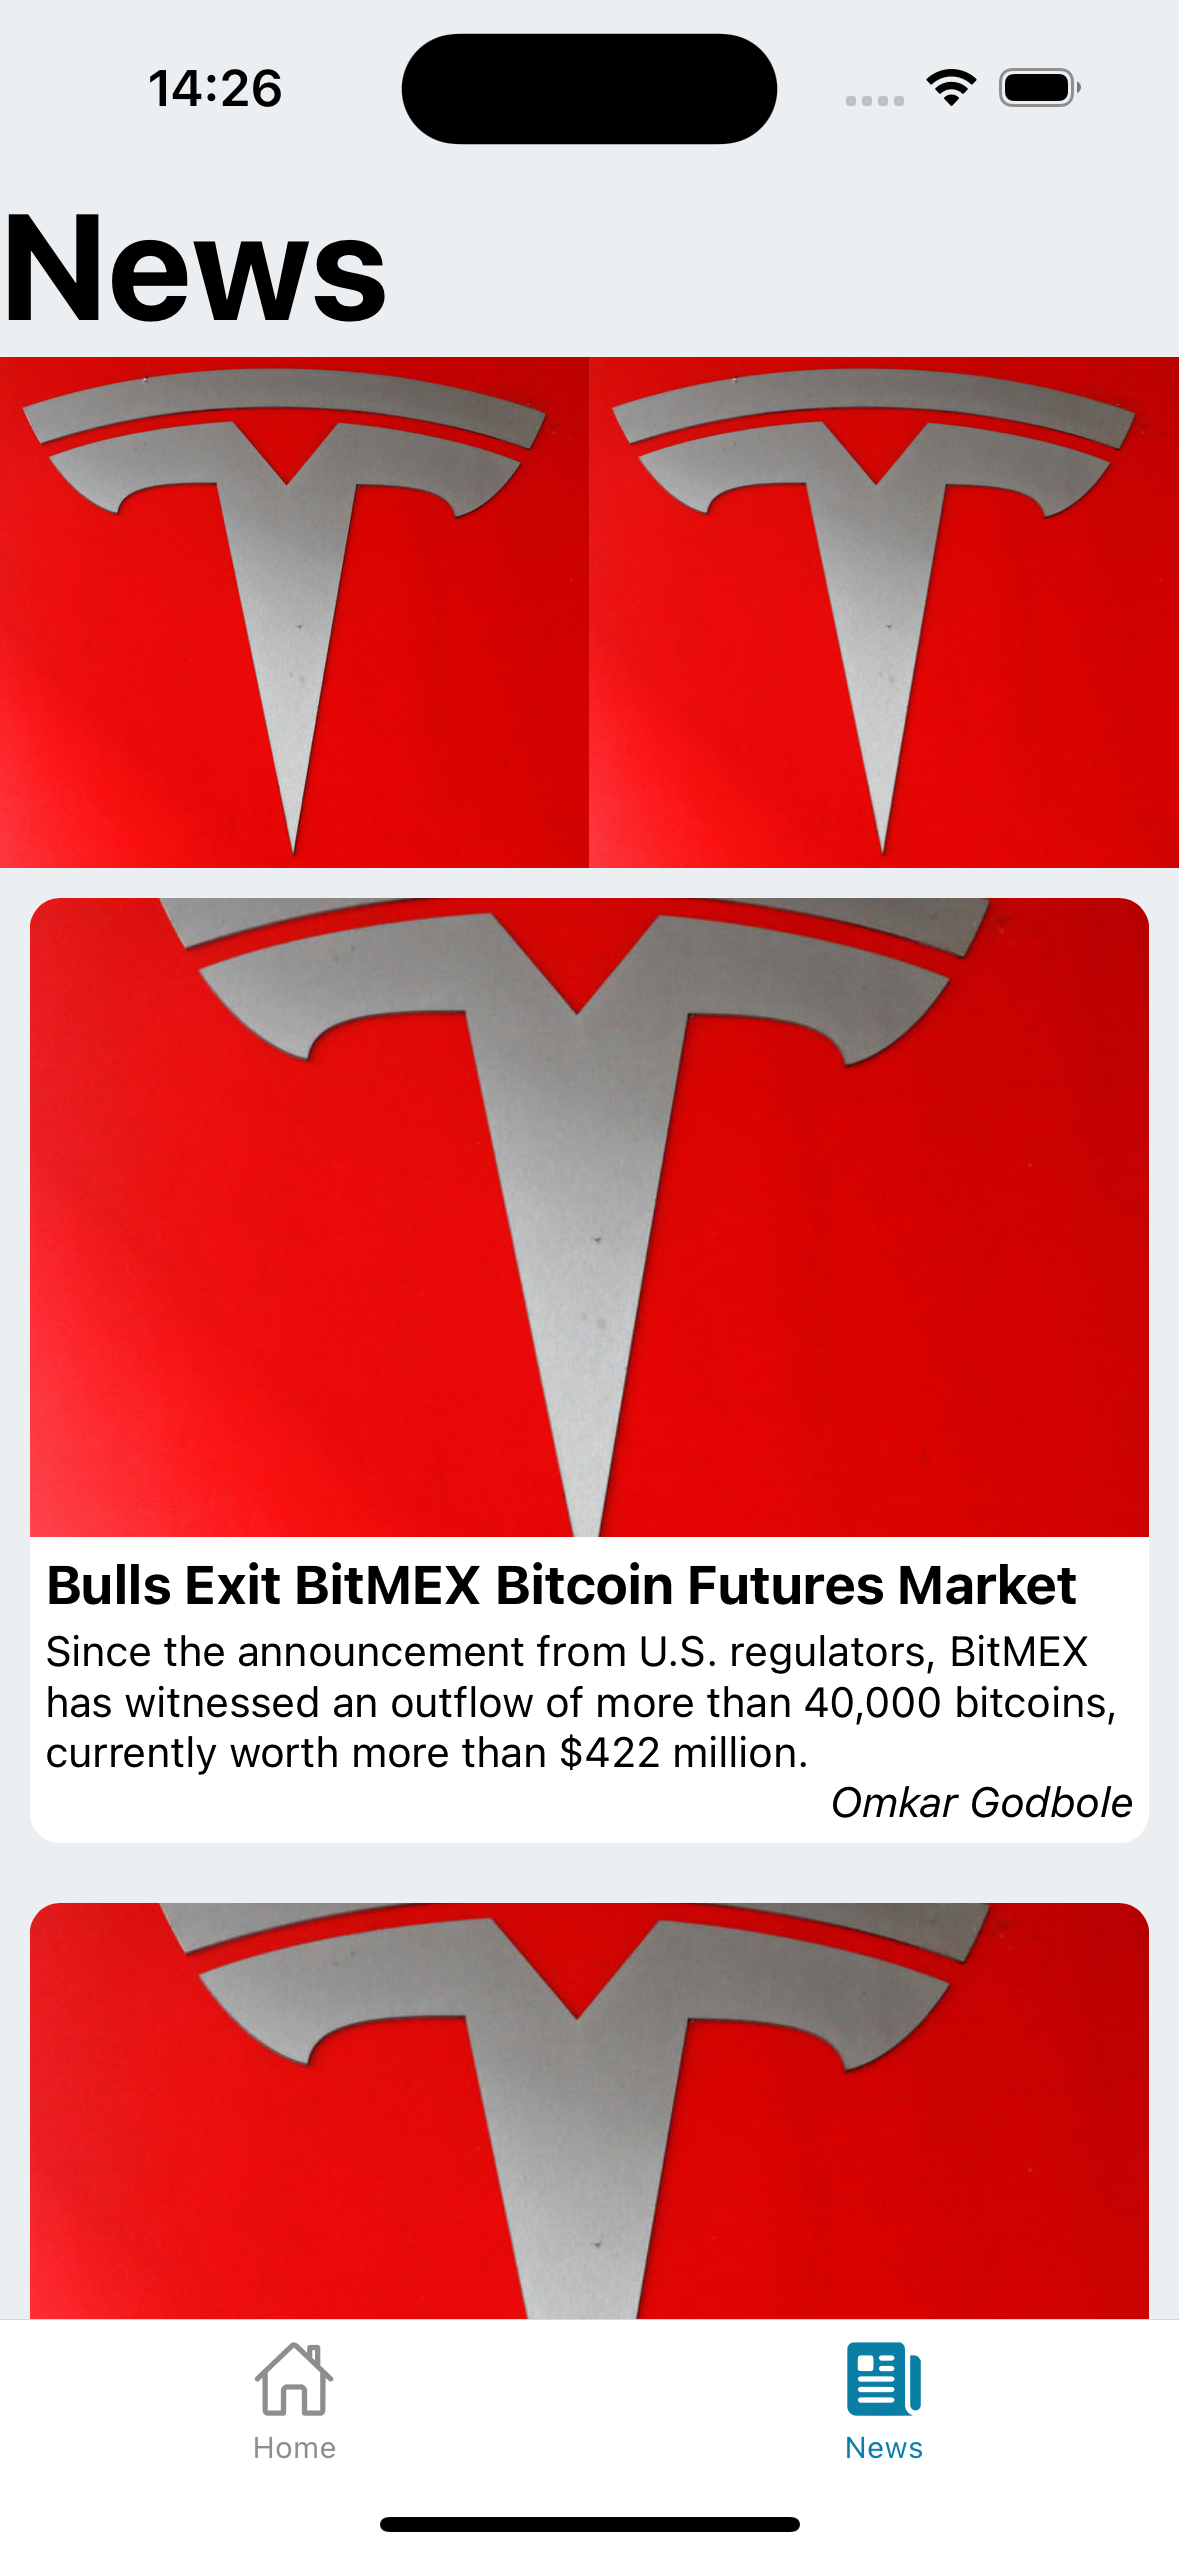 14:26
News
Bulls Exit BitMEX Bitcoin Futures Market
Since the announcement from U.S. regulators, BitMEX
has witnessed an outflow of more than 40,000 bitcoins,
currently worth more than $422 million.
Omkar Godbole
Home
News